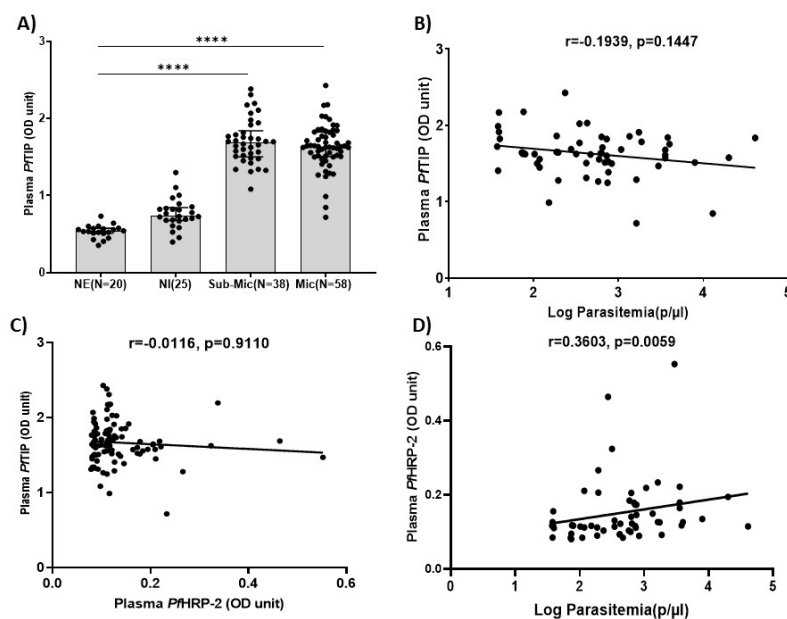 A)
****
****
3
2
1
0
Plasma PfTIP (OD unit)
NE(N=20) NI(25) Sub-Mic(N=38) Mic(N=58)
B)
r=-0.1939, p=0.1447
3
2
1
0
Plasma PfTIP (OD unit)
1 2 3 4 5
Log Parasitemia(p/µl)
C)
r=-0.0116, p=0.9110
3
2
1
0
Plasma PfTIP (OD unit)
0.0 0.2 0.4 0.6
Plasma PfHRP-2 (OD unit)
D)
r=0.3603, p=0.0059
0.6
0.4
0.2
0.0
Plasma PfHRP-2 (OD unit)
0 1 2 3 4 5
Log Parasitemia(p/µl)